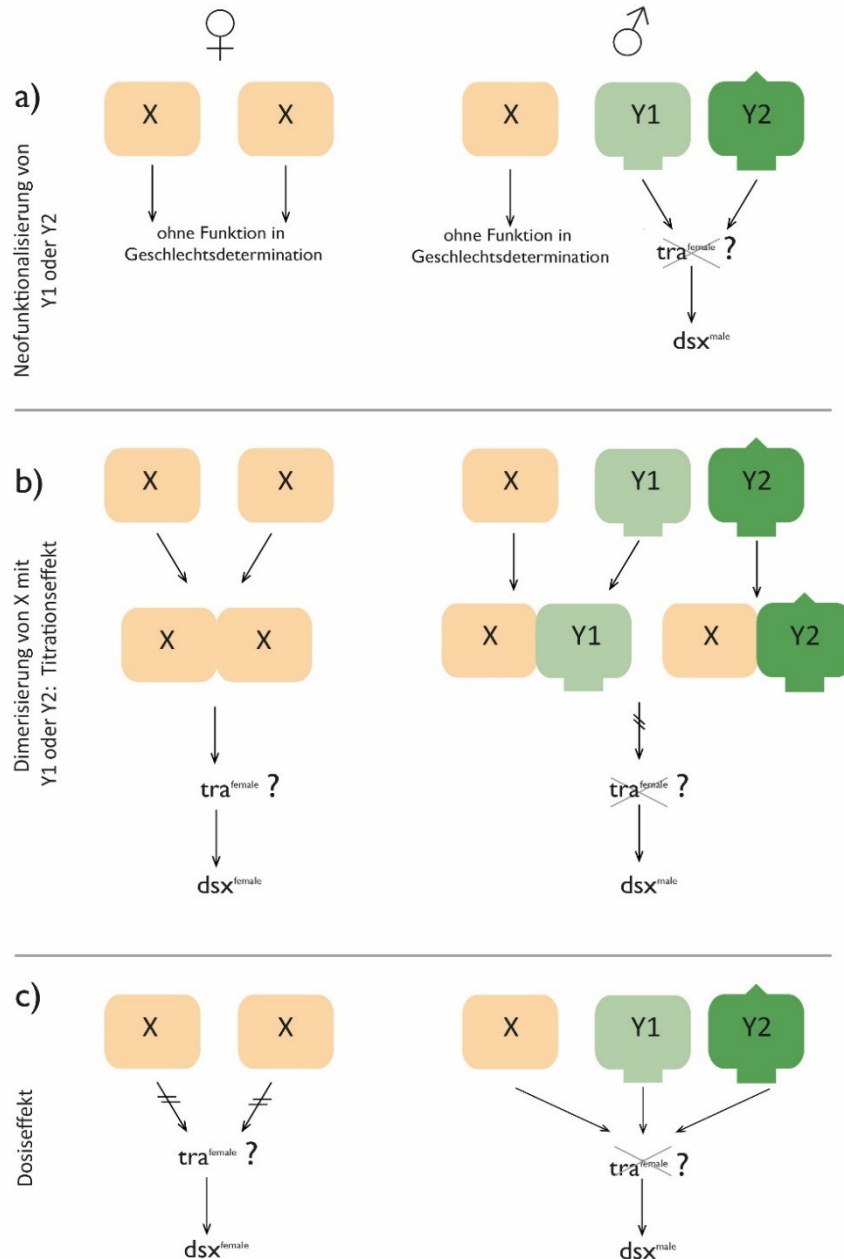 ♀ ♂
a)
Neofunktionalisierung von
Y1 oder Y2
X X X Y1 Y2
ohne Funktion in
Geschlechtsdetermination
ohne Funktion in
Geschlechtsdetermination
tra female ?
dsx male
b)
Dimerisierung von X mit
Y1 oder Y2: Titrationseffekt
X X X Y1 Y2
X X X Y1 X Y2
tra female ? tra female ?
dsx female dsx male
c)
Dosiseffekt
X X X Y1 Y2
tra female ? tra female ?
dsx female dsx male